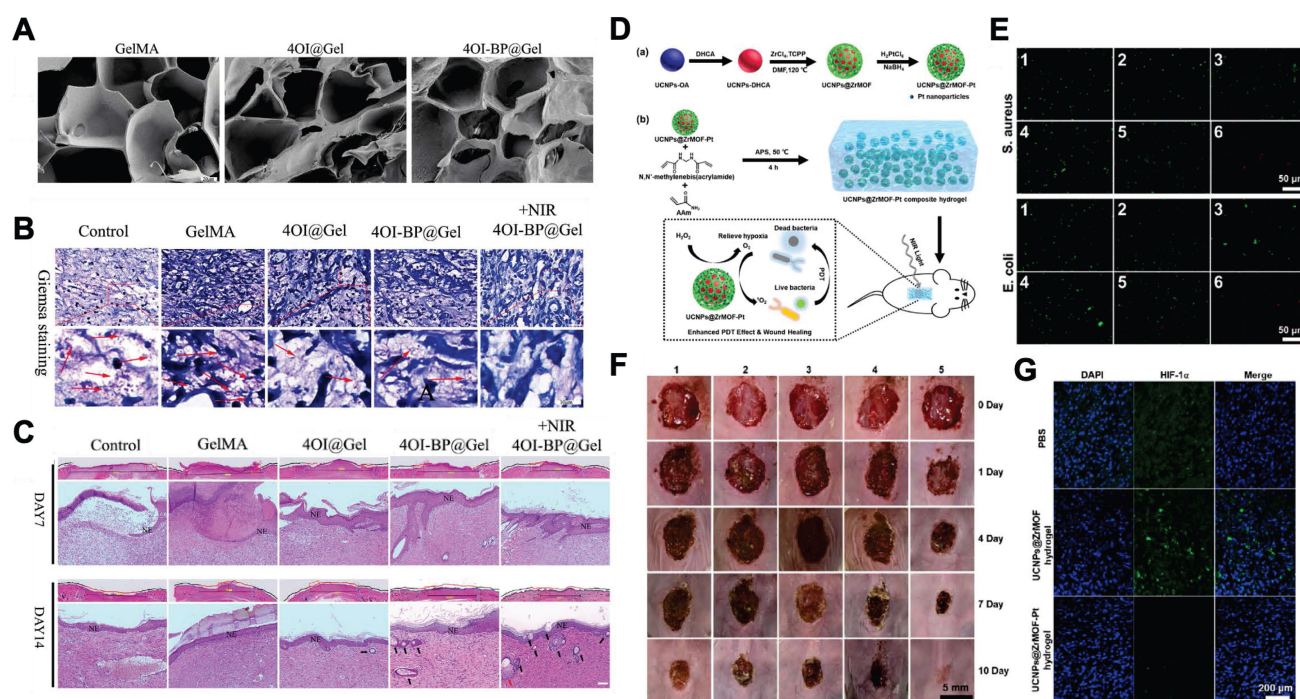 A
GelMA
4OI@Gel
4OI-BP@Gel
B
Control
GelMA
4OI@Gel
4OI-BP@Gel
+NIR
4OI-BP@Gel
Giemsa staining
A
C
Control
GelMA
4OI@Gel
4OI-BP@Gel
+NIR
4OI-BP@Gel
DAY7
NE
NE
NE
NE
NE
DAY14
NE
NE
NE
NE
NE
D
(a)
DHCA
ZrCl4, TCPP
DMF,120 °C
H2PtCl6
NaBH4
UCNPs-OA
UCNPs-DHCA
UCNPs@ZrMOF
UCNPs@ZrMOF-Pt
Pt nanoparticles
(b)
UCNPs@ZrMOF-Pt
+
N,N'-methylenebis(acrylamide)
+
NH2
AAm
APS, 50 °C
4 h
UCNPs@ZrMOF-Pt composite hydrogel
H2O2
Relieve hypoxia
O2
Dead bacteria
PDT
Live bacteria
1O2
UCNPs@ZrMOF-Pt
Enhanced PDT Effect & Wound Healing
NIR Light
E
S. aureus
1
2
3
4
5
6
50 µm
E. coli
1
2
3
4
5
6
50 µm
F
1
2
3
4
5
0 Day
1 Day
4 Day
7 Day
10 Day
5 mm
G
DAPI
HIF-1α
Merge
PBS
UCNPs@ZrMOF
hydrogel
UCNPs@ZrMOF-Pt
hydrogel
200 µm